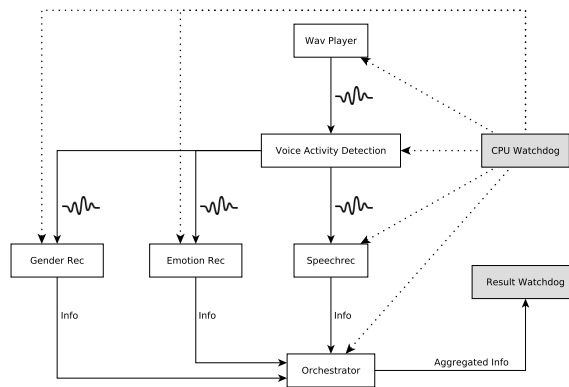 Wav Player
Voice Activity Detection
CPU Watchdog
Gender Rec
Emotion Rec
Speechrec
Result Watchdog
Info
Info
Info
Orchestrator
Aggregated Info